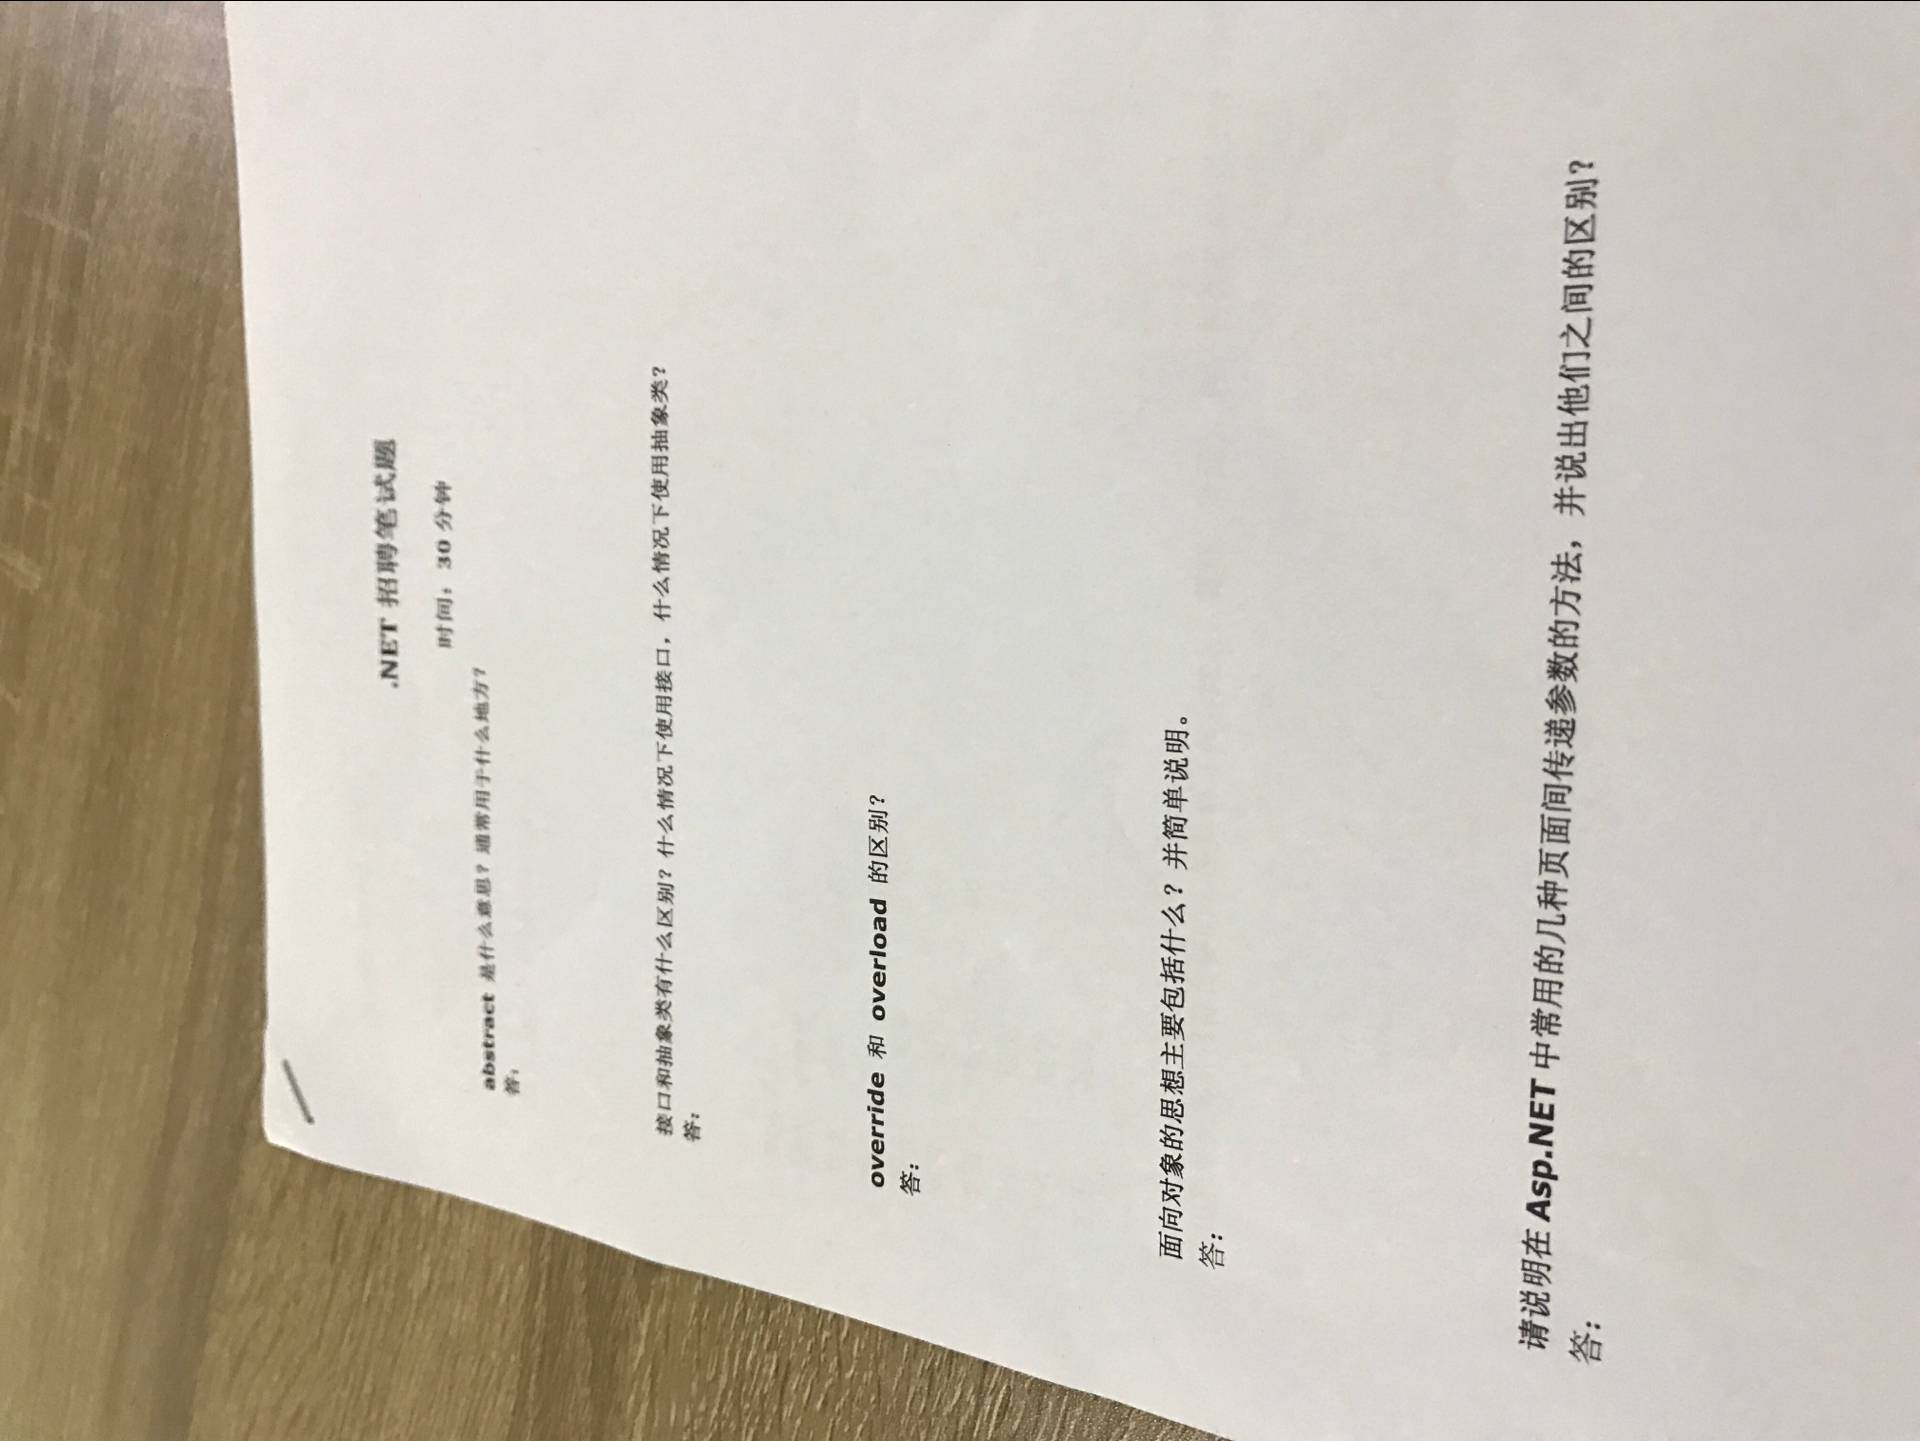 .NET 招聘笔试题
时间：30 分钟
abstract 是什么意思？通常用于什么地方？
答：
接口和抽象类有什么区别？什么情况下使用接口，什么情况下使用抽象类？
答：
override 和 overload 的区别？
答：
面向对象的思想主要包括什么？并简单说明。
答：
请说明在 Asp.NET 中常用的几种页面间传递参数的方法，并说出他们之间的区别？
答：